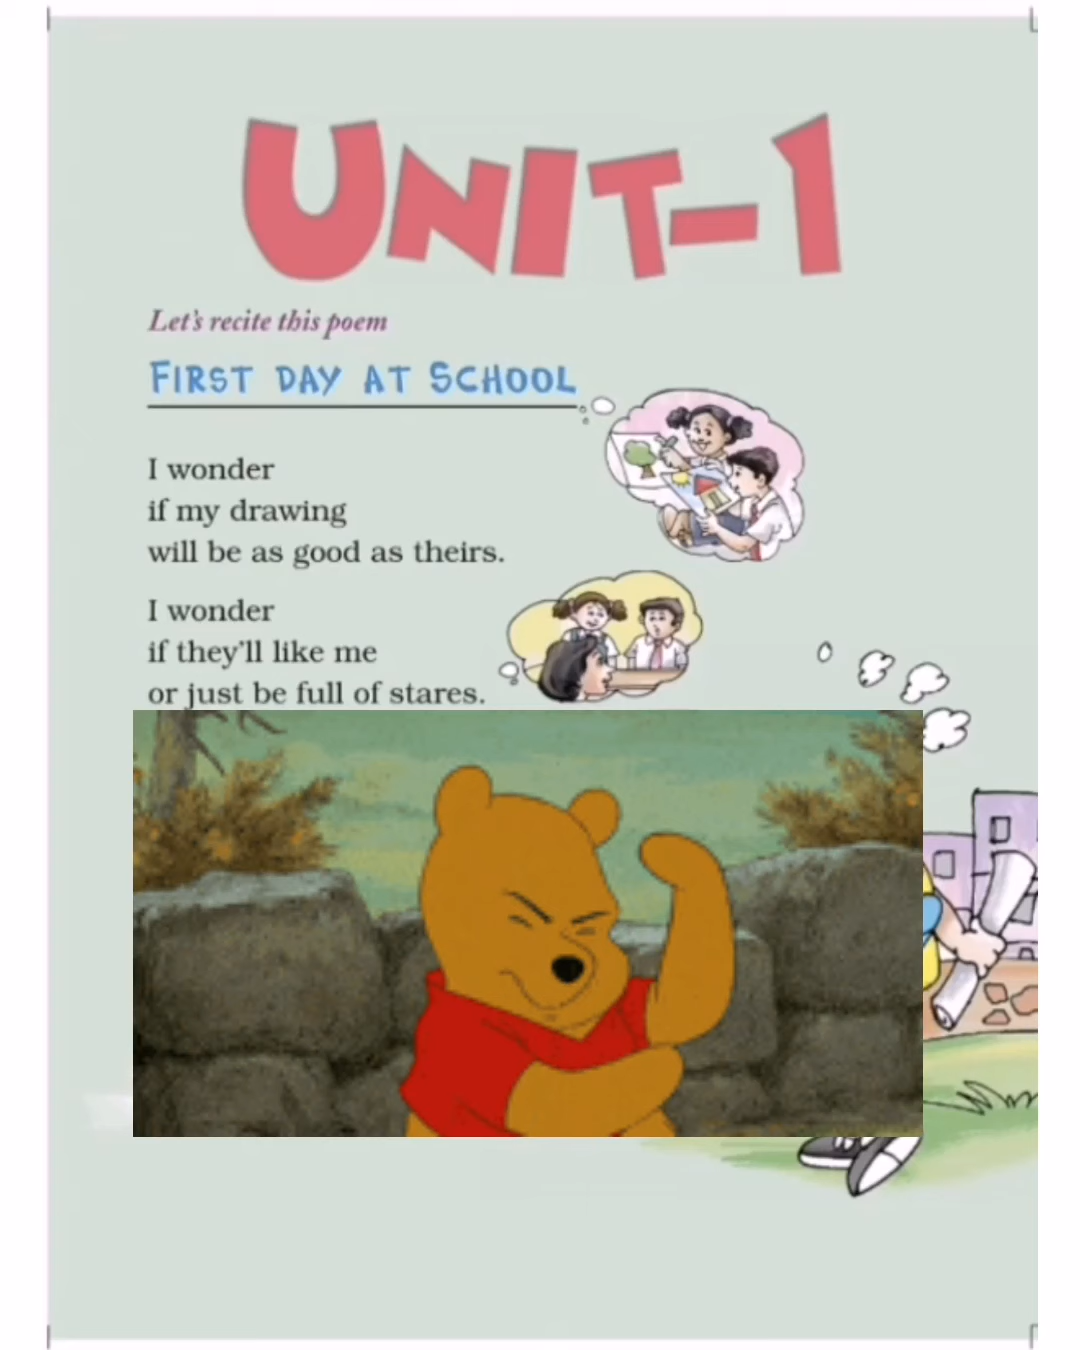 UNIT-1
Let's recite this poem
FIRST DAY AT SCHOOL
I wonder
if my drawing
will be as good as theirs.
I wonder
if they'll like me
or just be full of stares.